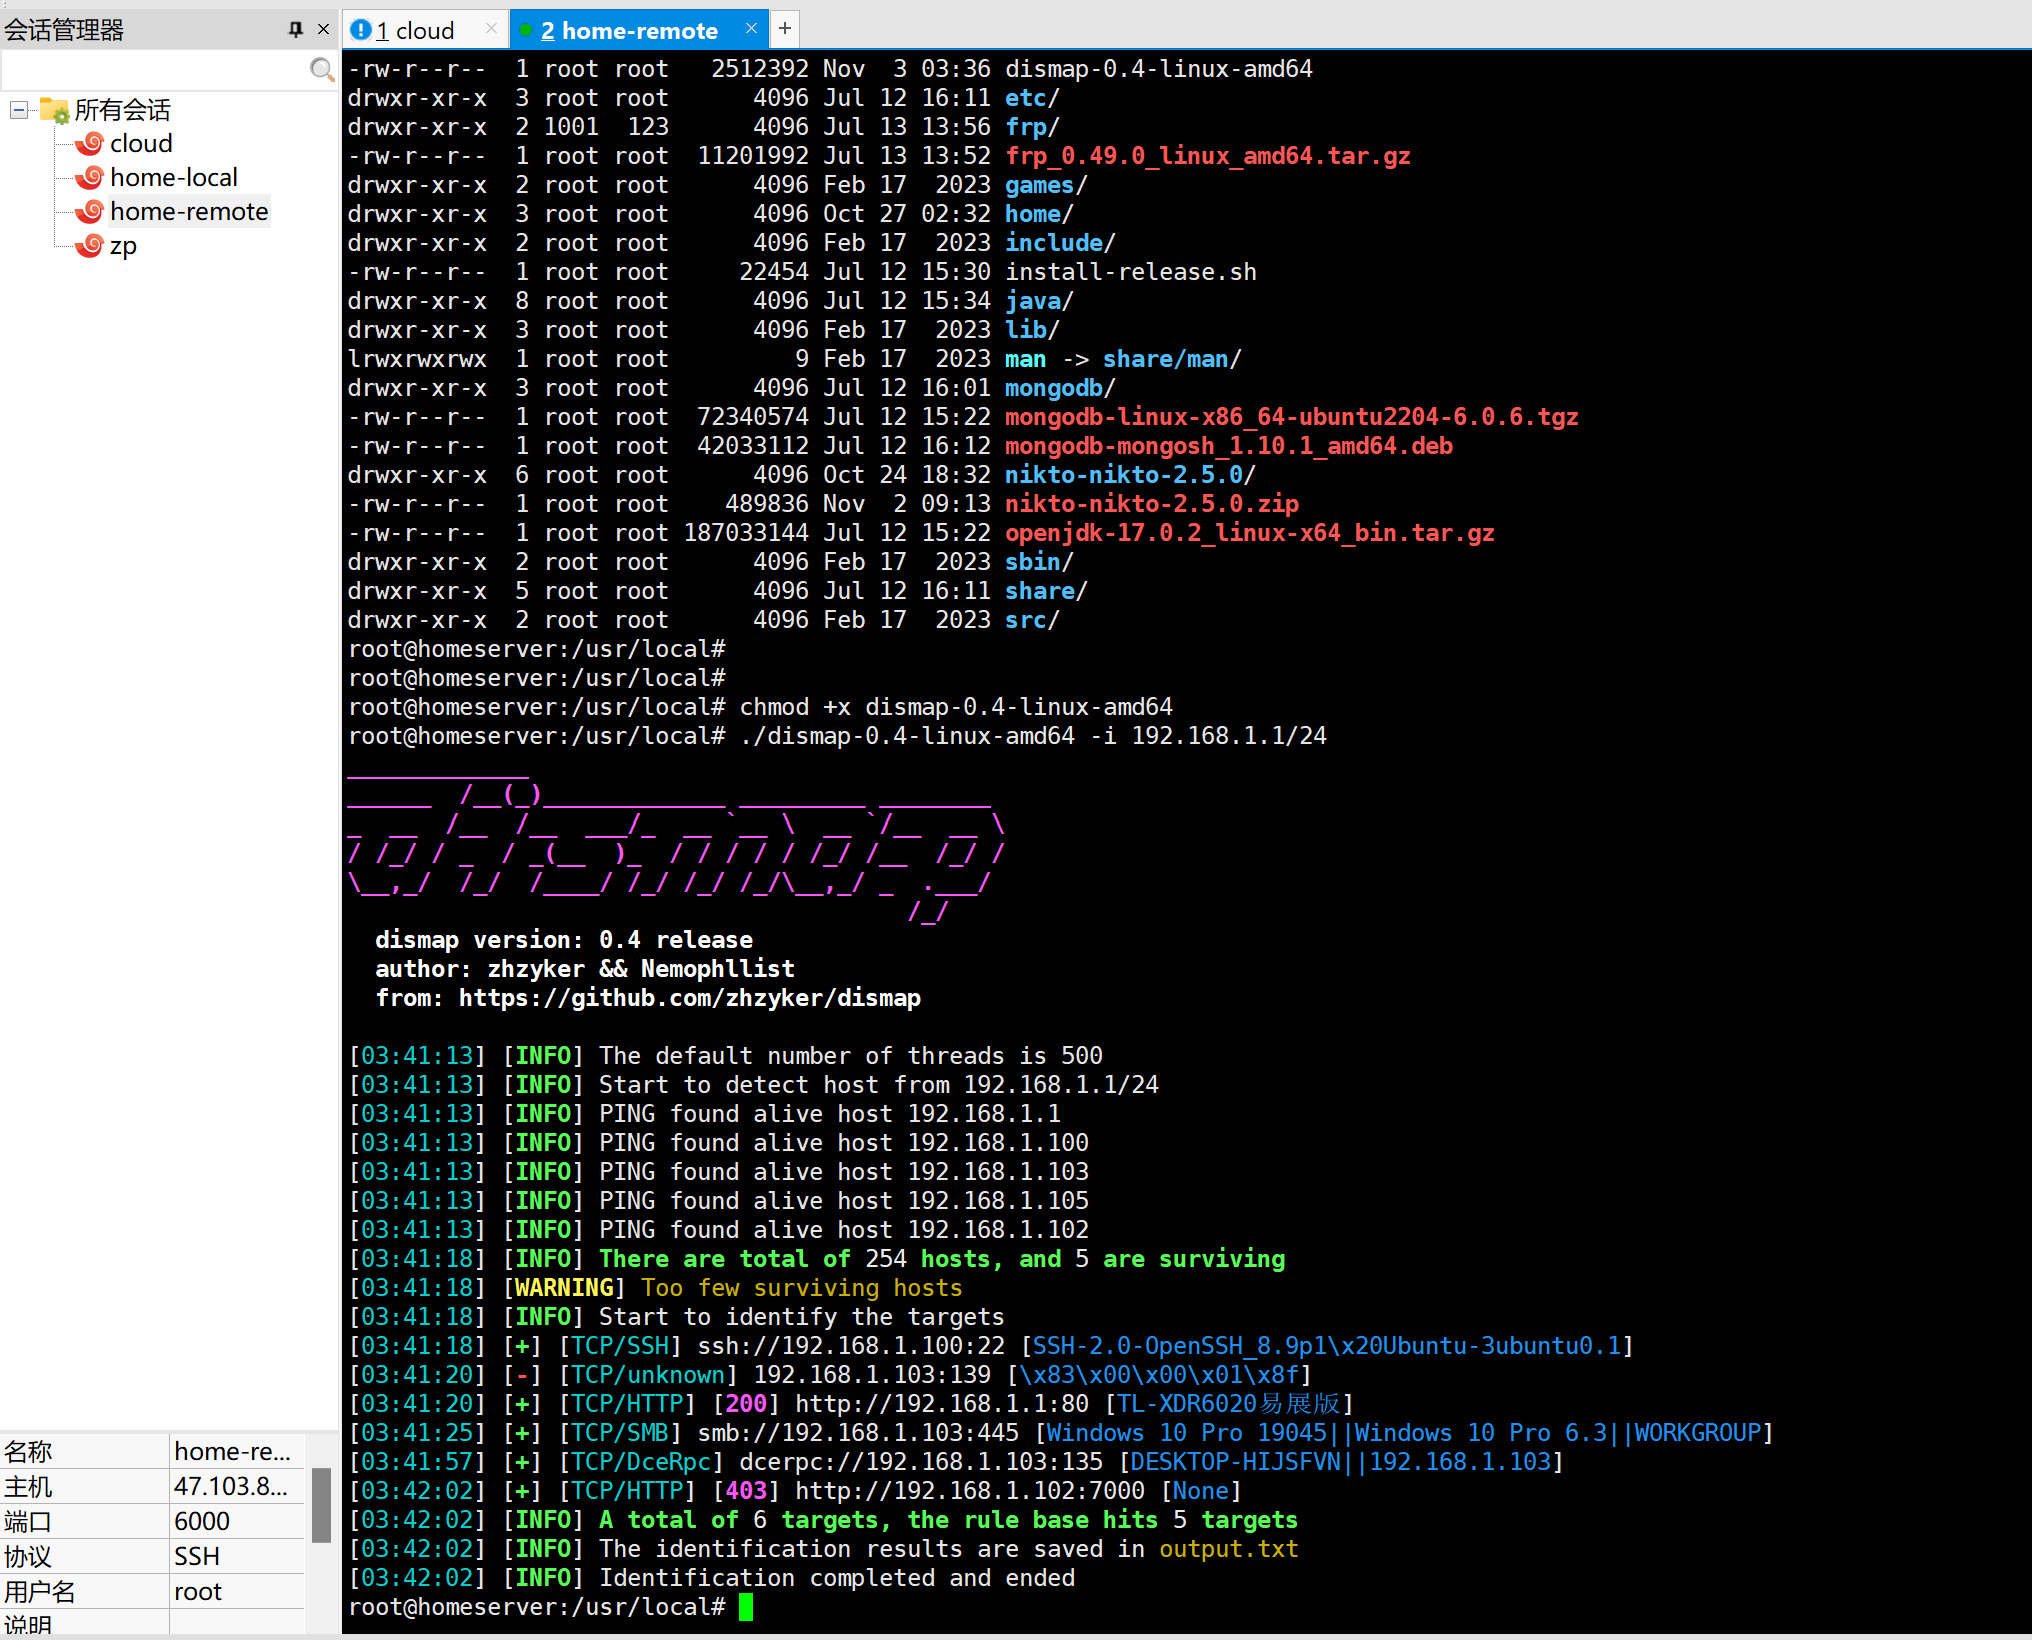 会话管理器
所有会话
cloud
home-local
home-remote
zp
名称 home-re...
主机 47.103.8...
端口 6000
协议 SSH
用户名 root
说明
1 cloud
2 home-remote
-rw-r--r--  1 root root   2512392 Nov  3 03:36 dismap-0.4-linux-amd64
drwxr-xr-x  3 root root      4096 Jul 12 16:11 etc/
drwxr-xr-x  2 1001  123      4096 Jul 13 13:56 frp/
-rw-r--r--  1 root root  11201992 Jul 13 13:52 frp_0.49.0_linux_amd64.tar.gz
drwxr-xr-x  2 root root      4096 Feb 17  2023 games/
drwxr-xr-x  3 root root      4096 Oct 27 02:32 home/
drwxr-xr-x  2 root root      4096 Feb 17  2023 include/
-rw-r--r--  1 root root     22454 Jul 12 15:30 install-release.sh
drwxr-xr-x  8 root root      4096 Jul 12 15:34 java/
drwxr-xr-x  3 root root      4096 Feb 17  2023 lib/
lrwxrwxrwx  1 root root         9 Feb 17  2023 man -> share/man/
drwxr-xr-x  3 root root      4096 Jul 12 16:01 mongodb/
-rw-r--r--  1 root root  72340574 Jul 12 15:22 mongodb-linux-x86_64-ubuntu2204-6.0.6.tgz
-rw-r--r--  1 root root  42033112 Jul 12 16:12 mongodb-mongosh_1.10.1_amd64.deb
drwxr-xr-x  6 root root      4096 Oct 24 18:32 nikto-nikto-2.5.0/
-rw-r--r--  1 root root    489836 Nov  2 09:13 nikto-nikto-2.5.0.zip
-rw-r--r--  1 root root 187033144 Jul 12 15:22 openjdk-17.0.2_linux-x64_bin.tar.gz
drwxr-xr-x  2 root root      4096 Feb 17  2023 sbin/
drwxr-xr-x  5 root root      4096 Jul 12 16:11 share/
drwxr-xr-x  2 root root      4096 Feb 17  2023 src/
root@homeserver:/usr/local#
root@homeserver:/usr/local#
root@homeserver:/usr/local# chmod +x dismap-0.4-linux-amd64
root@homeserver:/usr/local# ./dismap-0.4-linux-amd64 -i 192.168.1.1/24
dismap
dismap version: 0.4 release
author: zhzyker && Nemophllist
from: https://github.com/zhzyker/dismap
[03:41:13] [INFO] The default number of threads is 500
[03:41:13] [INFO] Start to detect host from 192.168.1.1/24
[03:41:13] [INFO] PING found alive host 192.168.1.1
[03:41:13] [INFO] PING found alive host 192.168.1.100
[03:41:13] [INFO] PING found alive host 192.168.1.103
[03:41:13] [INFO] PING found alive host 192.168.1.105
[03:41:13] [INFO] PING found alive host 192.168.1.102
[03:41:18] [INFO] There are total of 254 hosts, and 5 are surviving
[03:41:18] [WARNING] Too few surviving hosts
[03:41:18] [INFO] Start to identify the targets
[03:41:18] [+] [TCP/SSH] ssh://192.168.1.100:22 [SSH-2.0-OpenSSH_8.9p1\x20Ubuntu-3ubuntu0.1]
[03:41:20] [-] [TCP/unknown] 192.168.1.103:139 [\x83\x00\x00\x01\x8f]
[03:41:20] [+] [TCP/HTTP] [200] http://192.168.1.1:80 [TL-XDR6020易展版]
[03:41:25] [+] [TCP/SMB] smb://192.168.1.103:445 [Windows 10 Pro 19045||Windows 10 Pro 6.3||WORKGROUP]
[03:41:57] [+] [TCP/DceRpc] dcerpc://192.168.1.103:135 [DESKTOP-HIJSFVN||192.168.1.103]
[03:42:02] [+] [TCP/HTTP] [403] http://192.168.1.102:7000 [None]
[03:42:02] [INFO] A total of 6 targets, the rule base hits 5 targets
[03:42:02] [INFO] The identification results are saved in output.txt
[03:42:02] [INFO] Identification completed and ended
root@homeserver:/usr/local#